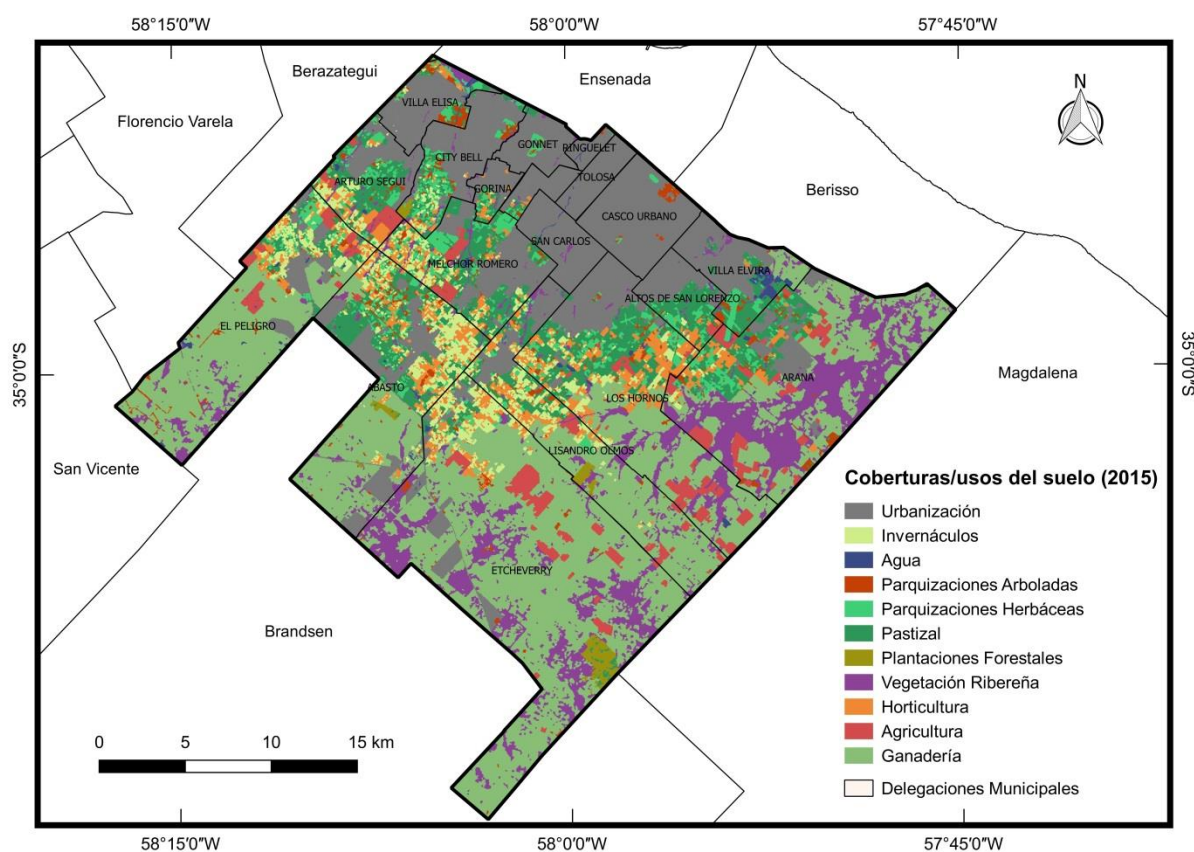 58°15'0"W
58°0'0"W
57°45'0"W
Berazategui
Ensenada
N
Florencio Varela
VILLA ELISA
GONNET
RINGUELET
CITY BELL
TOLOSA
ARTURO SEGUI
GORINA
Berisso
CASCO URBANO
SAN CARLOS
MELCHOR ROMERO
VILLA ELVIRA
ALTOS DE SAN LORENZO
EL PELIGRO
35°0'0"S
35°0'0"S
Magdalena
ARANA
ABASTO
LOS HORNOS
San Vicente
LISANDRO OLMOS
ETCHEVERRY
Brandsen
Coberturas/usos del suelo (2015)
Urbanización
Invernáculos
Agua
Parquizaciones Arboladas
Parquizaciones Herbáceas
Pastizal
Plantaciones Forestales
Vegetación Ribereña
Horticultura
Agricultura
Ganadería
Delegaciones Municipales
0 5 10 15 km
58°15'0"W
58°0'0"W
57°45'0"W